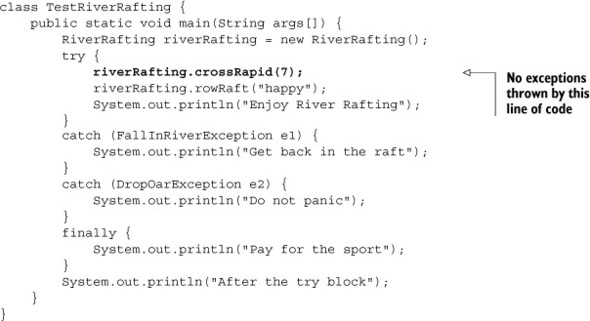 class TestRiverRafting {
    public static void main(String args[]) {
        RiverRafting riverRafting = new RiverRafting();
        try {
            riverRafting.crossRapid(7);
            riverRafting.rowRaft("happy");
            System.out.println("Enjoy River Rafting");
        }
        catch (FallInRiverException e1) {
            System.out.println("Get back in the raft");
        }
        catch (DropOarException e2) {
            System.out.println("Do not panic");
        }
        finally {
            System.out.println("Pay for the sport");
        }
        System.out.println("After the try block");
    }
}
No exceptions
thrown by this
line of code